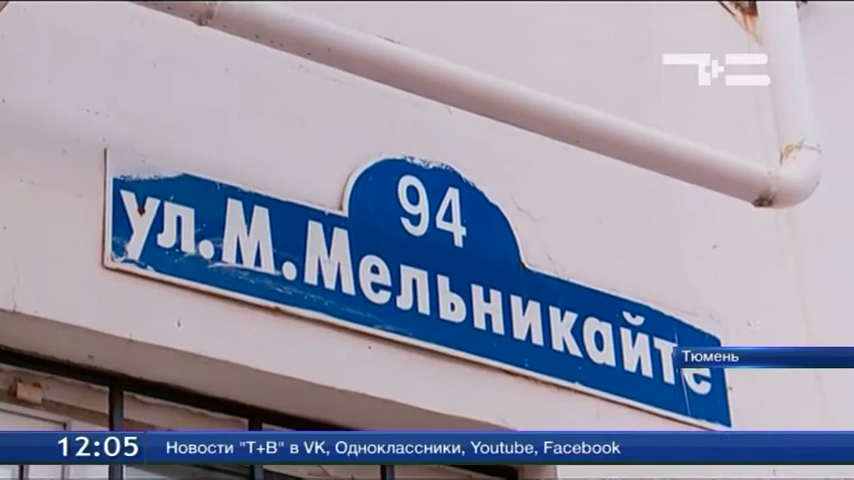 Т+В
94
ул.М.Мельникайте
Тюмень
12:05 Новости "Т+В" в VK, Одноклассники, Youtube, Facebook